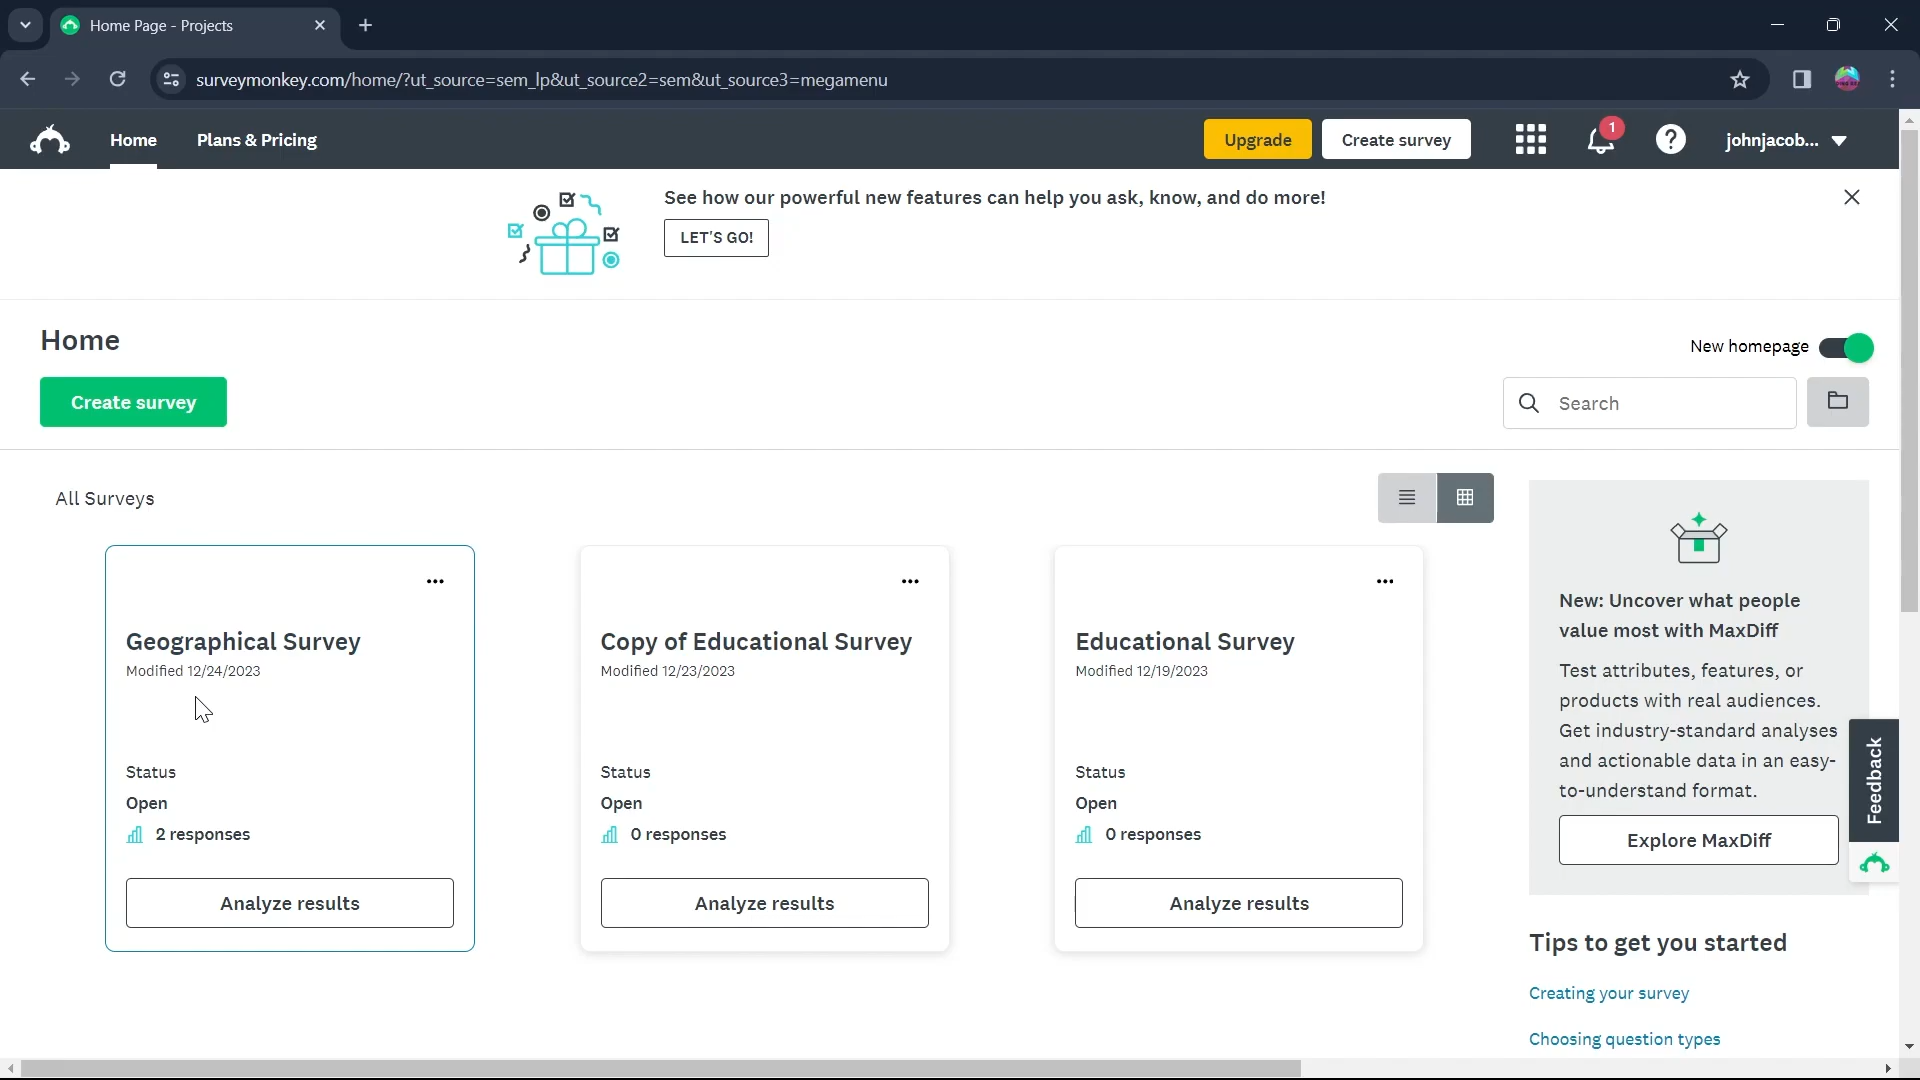 Home Page - Projects
surveymonkey.com/home/?ut_source=sem_lp&ut_source2=sem&ut_source3=megamenu
Home
Plans & Pricing
Upgrade
Create survey
1
johnjacob...
See how our powerful new features can help you ask, know, and do more!
LET'S GO!
Home
New homepage
Create survey
Search
All Surveys
Geographical Survey
Modified 12/24/2023
Status
Open
2 responses
Analyze results
Copy of Educational Survey
Modified 12/23/2023
Status
Open
0 responses
Analyze results
Educational Survey
Modified 12/19/2023
Status
Open
0 responses
Analyze results
New: Uncover what people
value most with MaxDiff
Test attributes, features, or
products with real audiences.
Get industry-standard analyses
and actionable data in an easy-
to-understand format.
Explore MaxDiff
Feedback
Tips to get you started
Creating your survey
Choosing question types